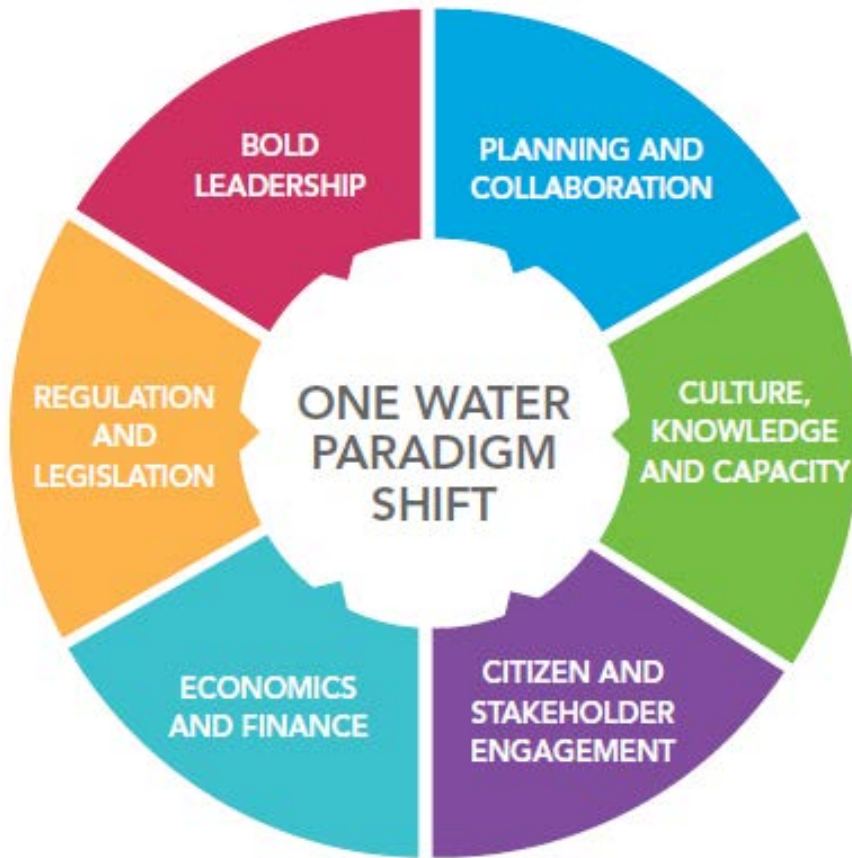 BOLD
LEADERSHIP
PLANNING AND
COLLABORATION
REGULATION
AND
LEGISLATION
ONE WATER
PARADIGM
SHIFT
CULTURE,
KNOWLEDGE
AND CAPACITY
ECONOMICS
AND FINANCE
CITIZEN AND
STAKEHOLDER
ENGAGEMENT